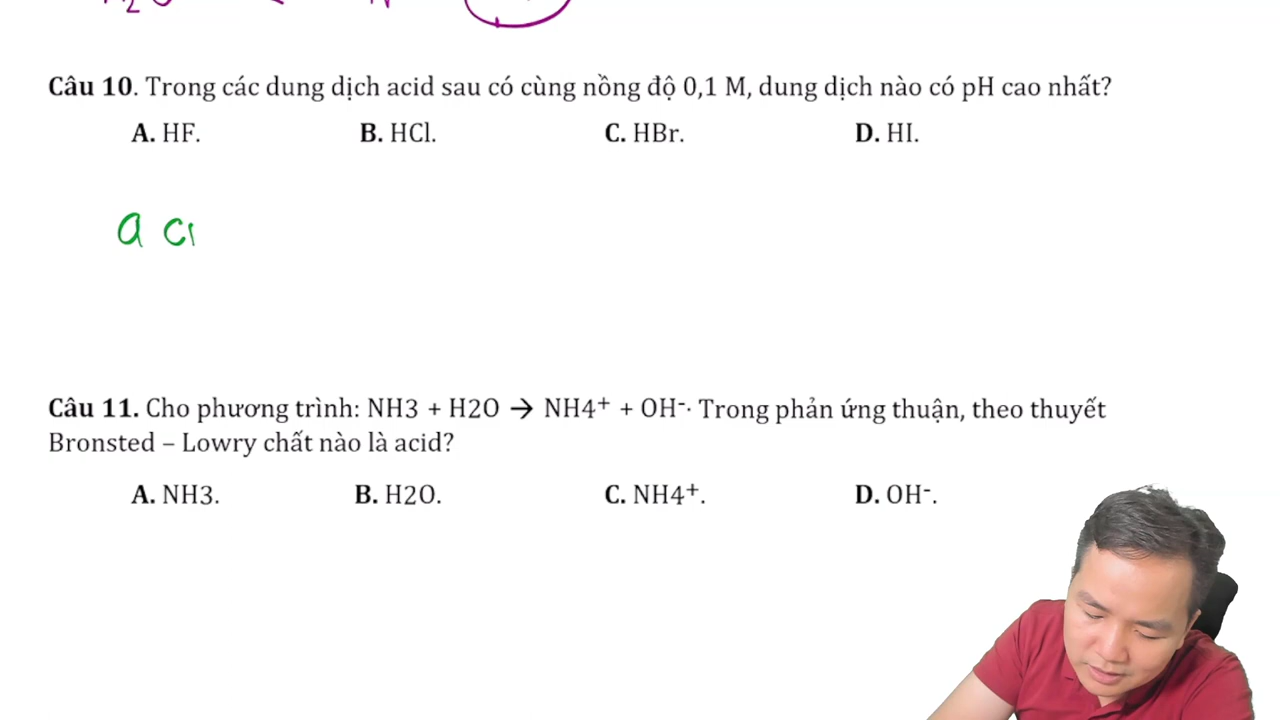 Câu 10. Trong các dung dịch acid sau có cùng nồng độ 0,1 M, dung dịch nào có pH cao nhất?
A. HF. B. HCl. C. HBr. D. HI.
a ci
Câu 11. Cho phương trình: NH3 + H2O → NH4⁺ + OH⁻. Trong phản ứng thuận, theo thuyết
Bronsted – Lowry chất nào là acid?
A. NH3. B. H2O. C. NH4⁺. D. OH⁻.